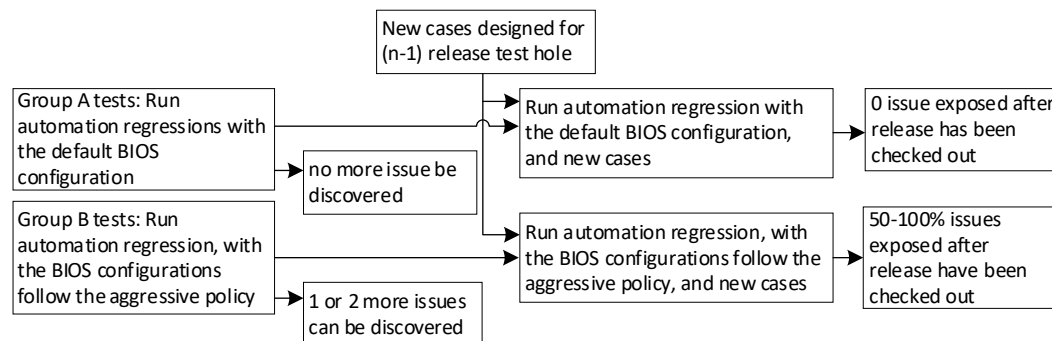 New cases designed for
(n-1) release test hole
Group A tests: Run
automation regressions with
the default BIOS
configuration
no more issue be
discovered
Run automation regression with
the default BIOS configuration,
and new cases
0 issue exposed after
release has been
checked out
Group B tests: Run
automation regression, with
the BIOS configurations
follow the aggressive policy
1 or 2 more issues
can be discovered
Run automation regression, with
the BIOS configurations follow the
aggressive policy, and new cases
50-100% issues
exposed after
release have been
checked out